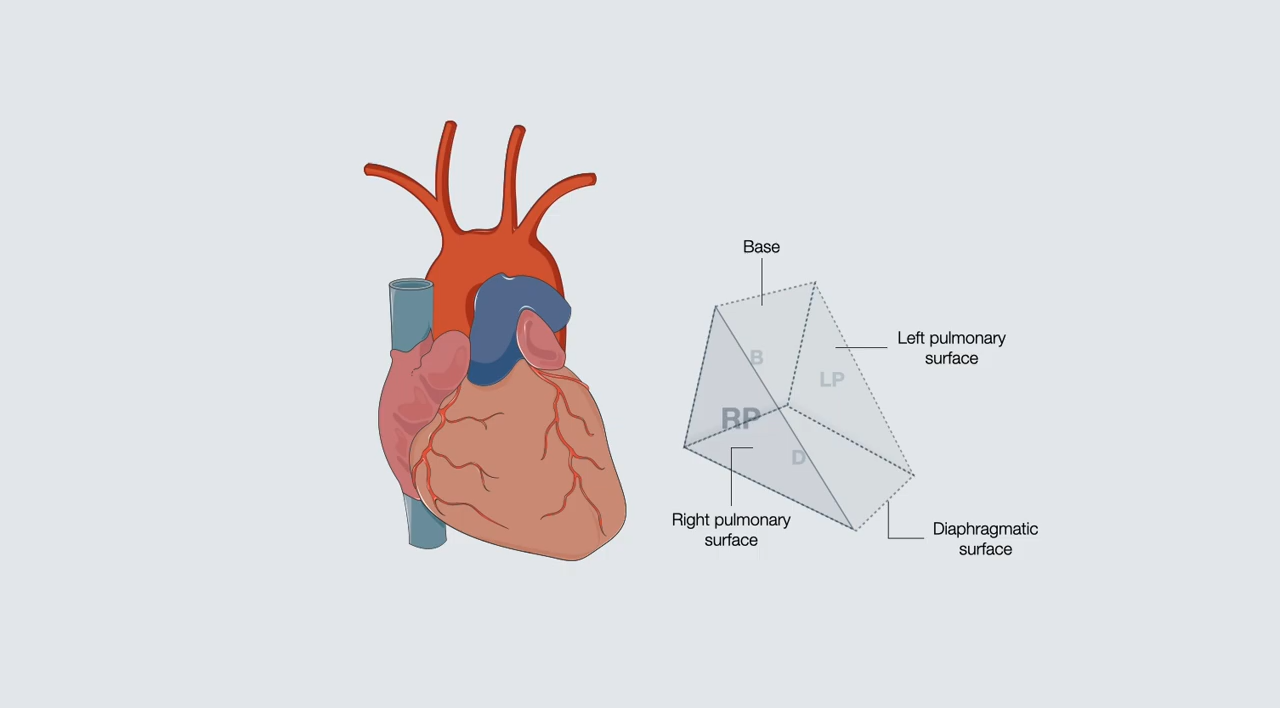 Base
Left pulmonary
surface
B
LP
RP
D
Right pulmonary
surface
Diaphragmatic
surface